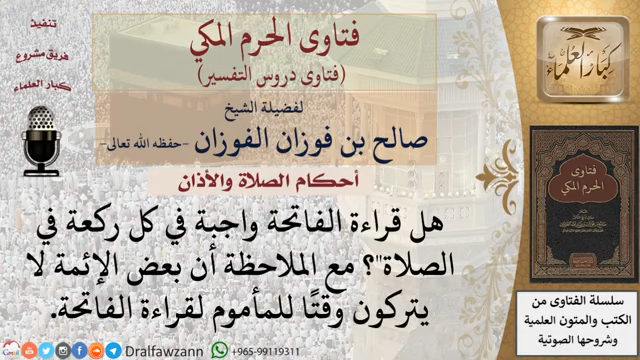 فتاوى الحرم المكي
(فتاوى دروس التفسير)
لفضيلة الشيخ
صالح بن فوزان الفوزان -حفظه الله تعالى-
أحكام الصلاة والأذان
هل قراءة الفاتحة واجبة في كل ركعة في
الصلاة"؟ مع الملاحظة أن بعض الإئمة لا
يتركون وقتًا للمأموم لقراءة الفاتحة.
تنفيذ
فريق مشروع
كبار العلماء
كبار العلماء
فتاوى
الحرم المكي
سلسلة الفتاوى من
الكتب والمتون العلمية
وشروحها الصوتية
Gmail
Dralfawzann
+965-99119311